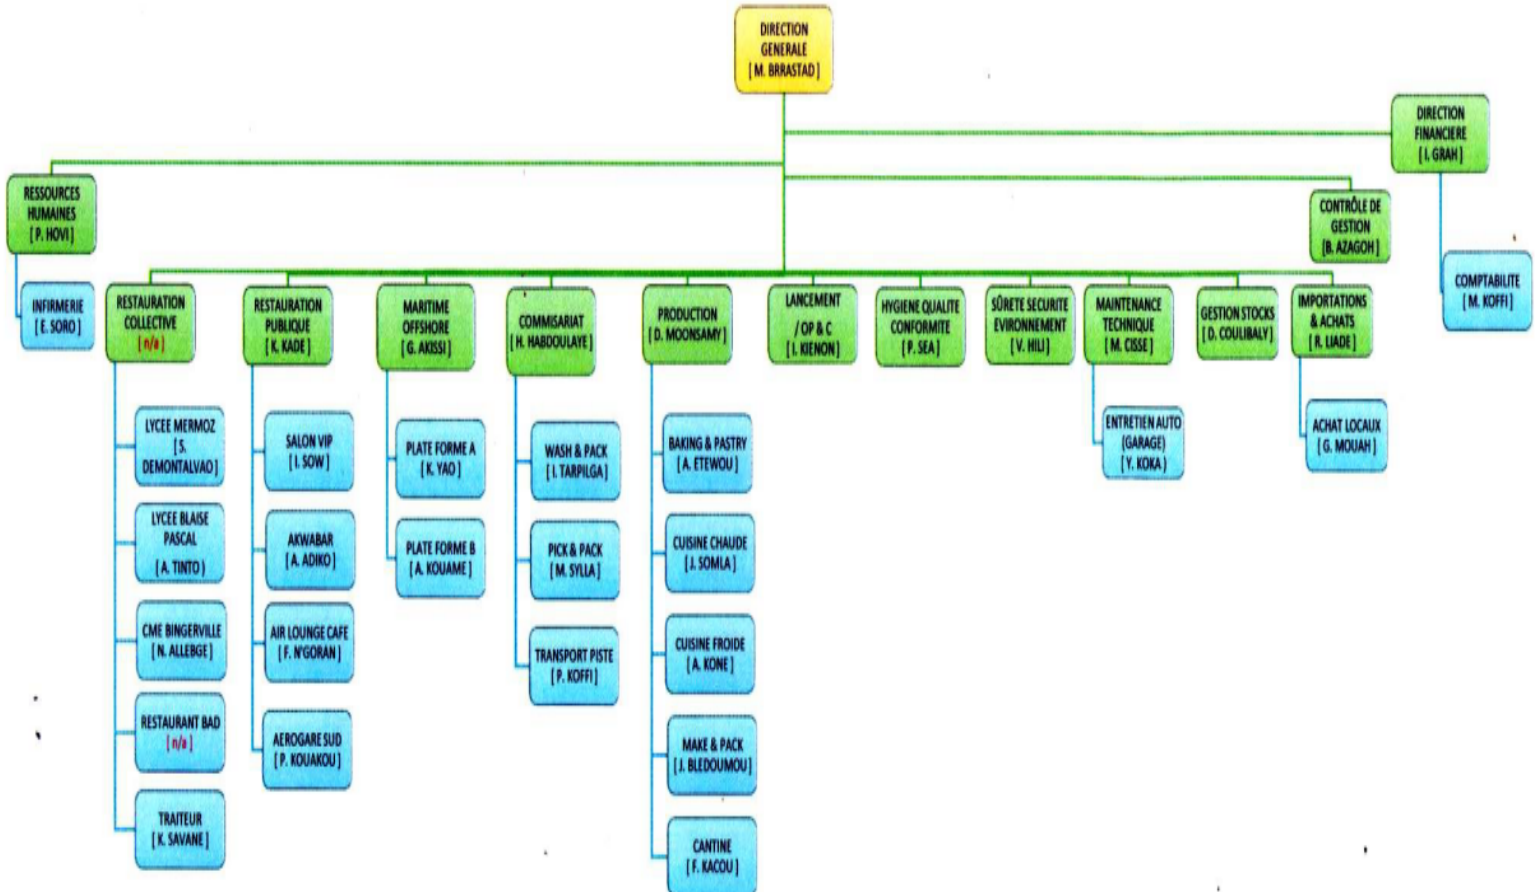 DIRECTION
GENERALE
[ M. BRRASTAD ]
DIRECTION
FINANCIERE
[ I. GRAH ]
RESSOURCES
HUMAINES
[ P. HOVI ]
CONTRÔLE DE
GESTION
[B. AZAGOH ]
COMPTABILITE
[ M. KOFFI ]
INFIRMERIE
[ E. SORO ]
RESTAURATION
COLLECTIVE
[ n/a ]
RESTAURATION
PUBLIQUE
[ K. KADE ]
MARITIME
OFFSHORE
[ G. AKISSI ]
COMMISARIAT
[ H. HABDOULAYE ]
PRODUCTION
[ D. MOONSAMY ]
LANCEMENT
/ OP & C
[ I. KIENON ]
HYGIENE QUALITE
CONFORMITE
[ P. SEA ]
SÛRETE SECURITE
EVIRONNEMENT
[ V. HILI ]
MAINTENANCE
TECHNIQUE
[ M. CISSE ]
GESTION STOCKS
[ D. COULIBALY ]
IMPORTATIONS
& ACHATS
[ R. LIADE ]
LYCEE MERMOZ
[ S.
DEMONTALVAO ]
LYCEE BLAISE
PASCAL
[ A. TINTO )
CME BINGERVILLE
[ N. ALLEBGE ]
RESTAURANT BAD
[ n/a ]
TRAITEUR
[ K. SAVANE ]
SALON VIP
[ I. SOW ]
AKWABAR
[ A. ADIKO ]
AIR LOUNGE CAFE
[ F. N'GORAN ]
AEROGARE SUD
[ P. KOUAKOU ]
PLATE FORME A
[ K. YAO ]
PLATE FORME B
[ A. KOUAME ]
WASH & PACK
[ I. TARPILGA ]
PICK & PACK
[ M. SYLLA ]
TRANSPORT PISTE
[ P. KOFFI ]
BAKING & PASTRY
[ A. ETEWOU ]
CUISINE CHAUDE
[ J. SOMLA ]
CUISINE FROIDE
[ A. KONE ]
MAKE & PACK
[ J. BLEDOUMOU ]
CANTINE
[ F. KACOU ]
ENTRETIEN AUTO
(GARAGE)
( Y. KOKA )
ACHAT LOCAUX
[ G. MOUAH ]